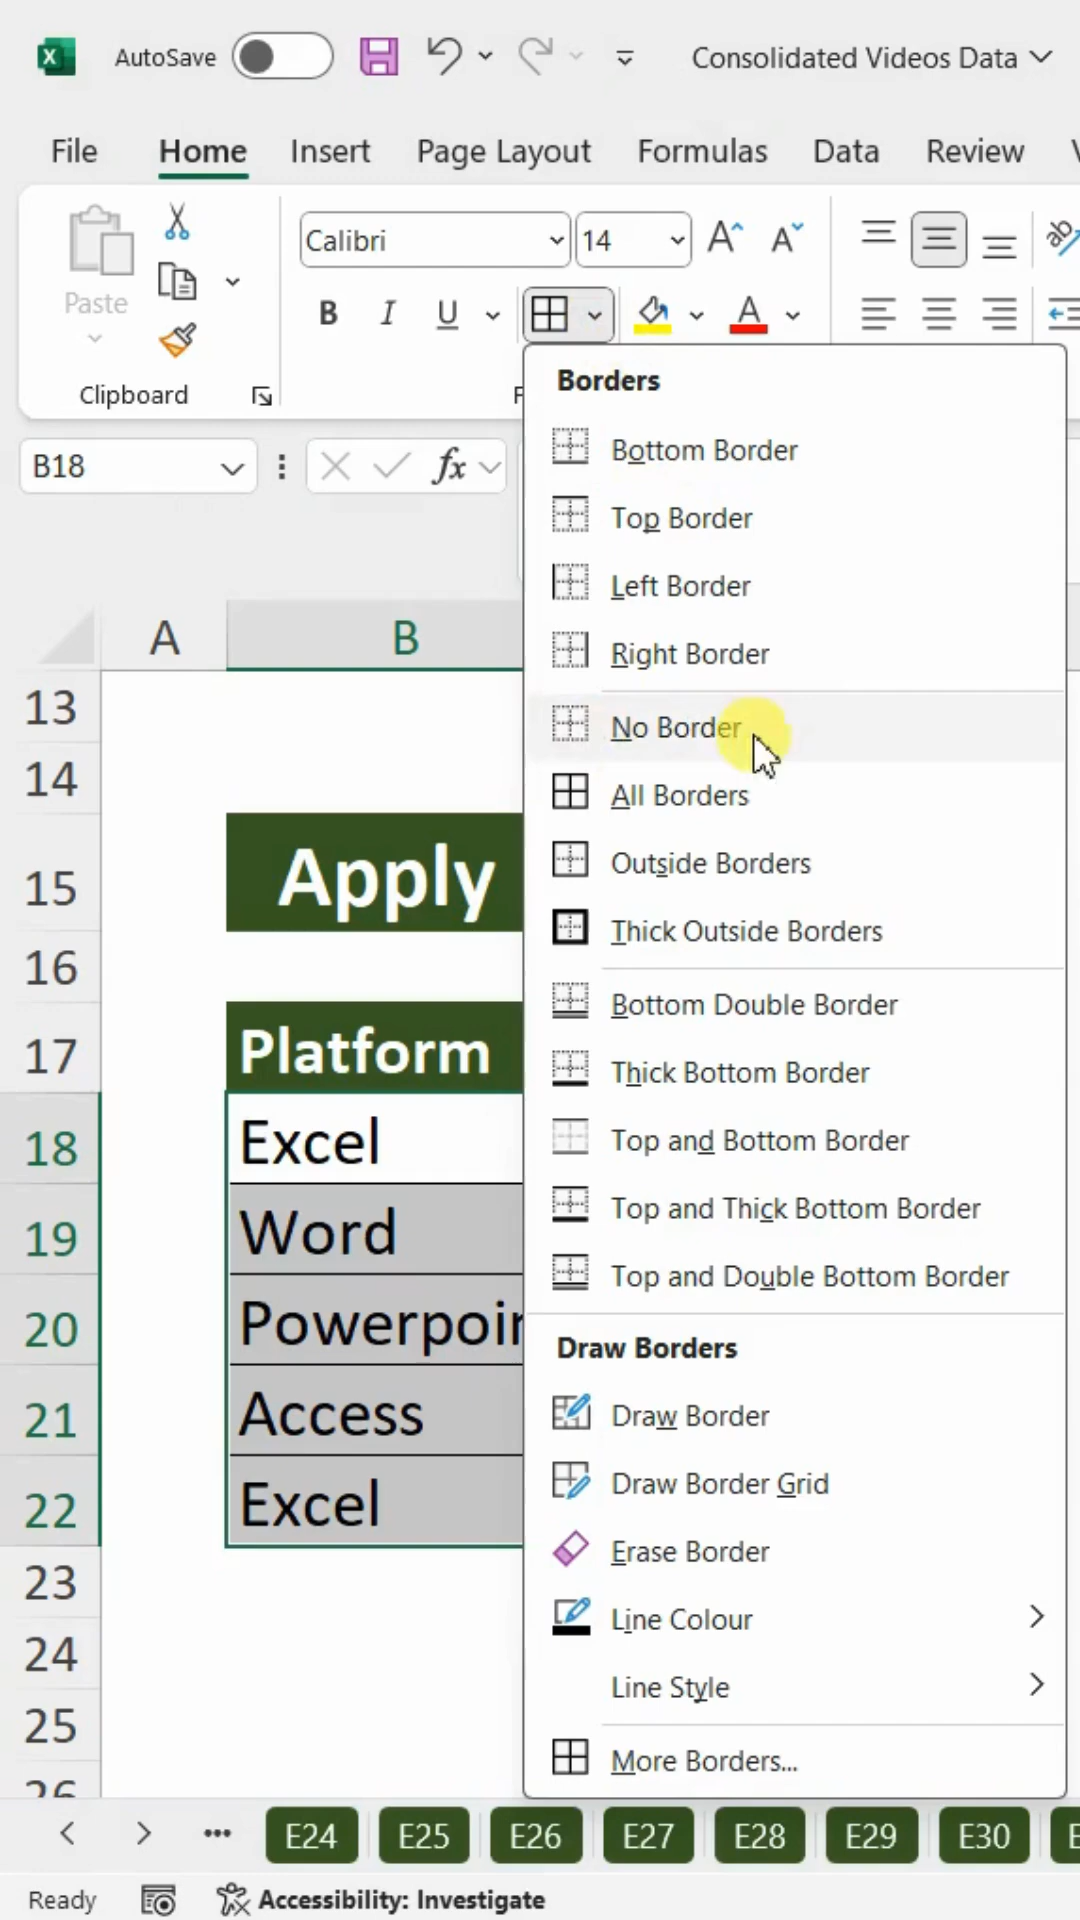 AutoSave
Consolidated Videos Data
File Home Insert Page Layout Formulas Data Review
Paste
Calibri 14
B I U A
Clipboard
B18
fx
Borders
Bottom Border
Top Border
Left Border
Right Border
No Border
All Borders
Outside Borders
Thick Outside Borders
Bottom Double Border
Thick Bottom Border
Top and Bottom Border
Top and Thick Bottom Border
Top and Double Bottom Border
Draw Borders
Draw Border
Draw Border Grid
Erase Border
Line Colour
Line Style
More Borders...
A B
13
14
15 Apply
16
17 Platform
18 Excel
19 Word
20 Powerpoin
21 Access
22 Excel
23
24
25
26
E24 E25 E26 E27 E28 E29 E30
Ready Accessibility: Investigate